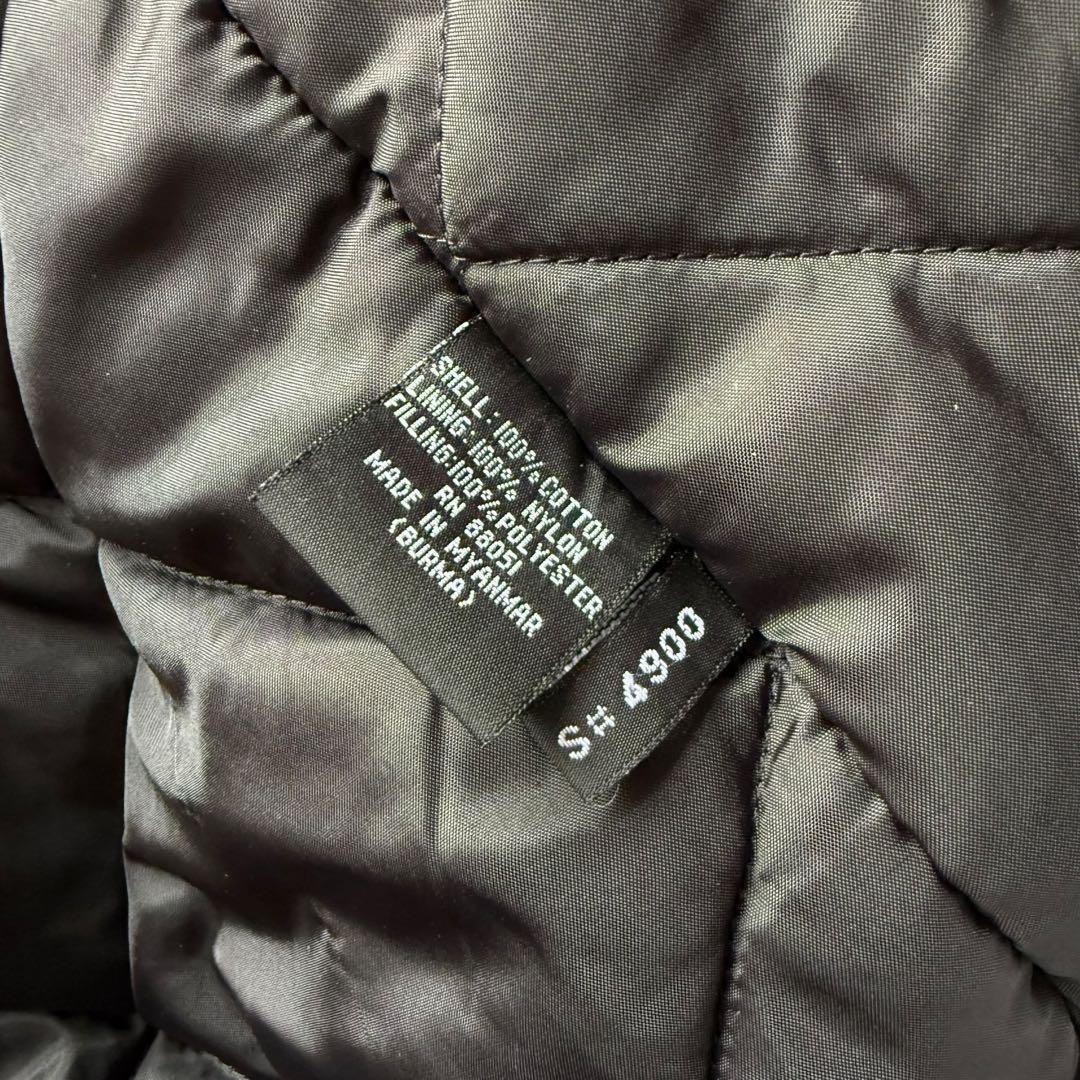 SHELL: 100% COTTON
LINING: 100% NYLON
FILLING:100%POLYESTER
RN 88051
MADE IN MYANMAR
(BURMA)
S# 4900